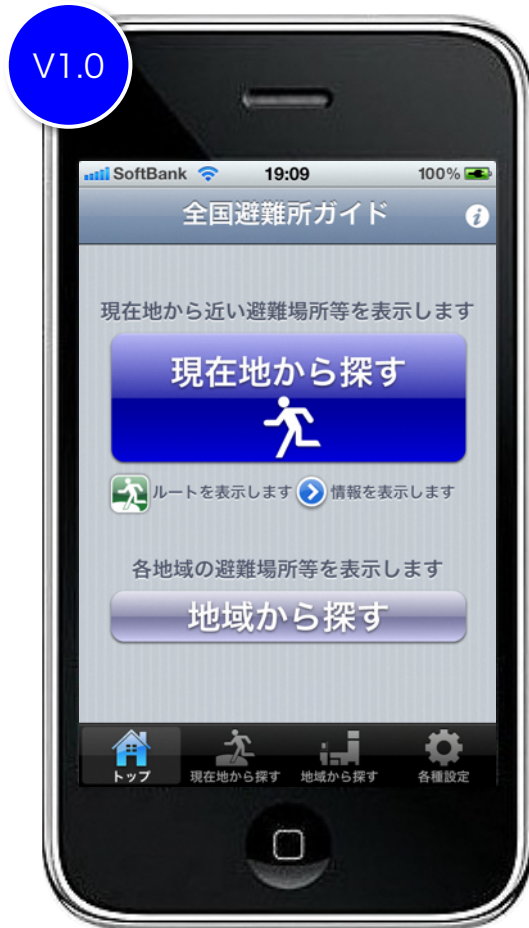 V1.0
SoftBank 19:09 100%
全国避難所ガイド
現在地から近い避難場所等を表示します
現在地から探す
ルートを表示します 情報を表示します
各地域の避難場所等を表示します
地域から探す
トップ 現在地から探す 地域から探す 各種設定